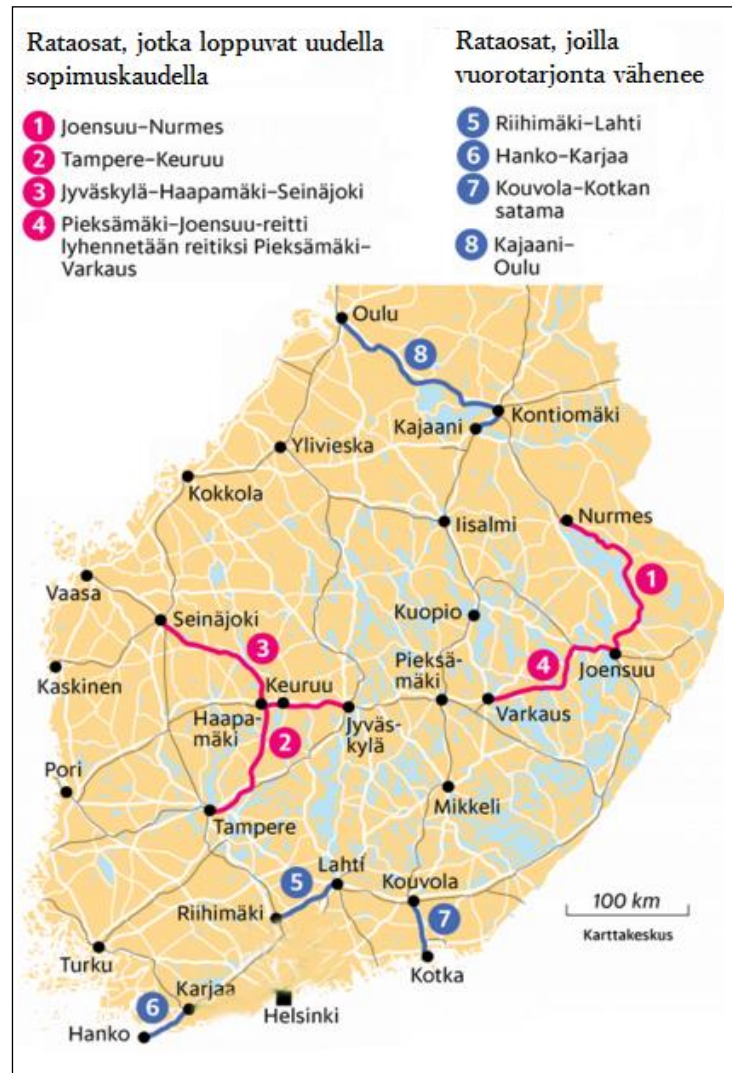 Rataosat, jotka loppuvat uudella
sopimuskaudella
1 Joensuu–Nurmes
2 Tampere–Keuruu
3 Jyväskylä–Haapamäki–Seinäjoki
4 Pieksämäki–Joensuu-reitti
lyhennetään reitiksi Pieksämäki–
Varkaus
Rataosat, joilla
vuorotarjonta vähenee
5 Riihimäki–Lahti
6 Hanko–Karjaa
7 Kouvola–Kotkan
satama
8 Kajaani–
Oulu
Oulu
8
Kajaani
Kontiomäki
Ylivieska
Kokkola
Iisalmi
Nurmes
1
Vaasa
Seinäjoki
Kuopio
3
Pieksä-
mäki
4
Joensuu
Kaskinen
Keuruu
Varkaus
Haapa-
mäki
2
Jyväs-
kylä
Pori
Mikkeli
Tampere
Lahti
5
Kouvola
100 km
Riihimäki
7
Karttakeskus
Turku
Kotka
Karjaa
6
Helsinki
Hanko